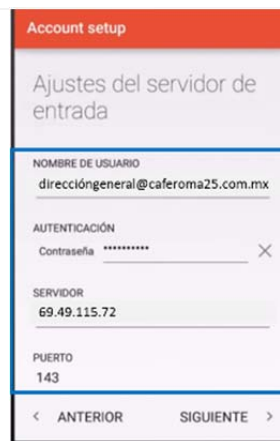 Account setup
Ajustes del servidor de
entrada
NOMBRE DE USUARIO
direccióngeneral@caferoma25.com.mx
AUTENTICACIÓN
Contraseña ••••••••••
SERVIDOR
69.49.115.72
PUERTO
143
< ANTERIOR SIGUIENTE >